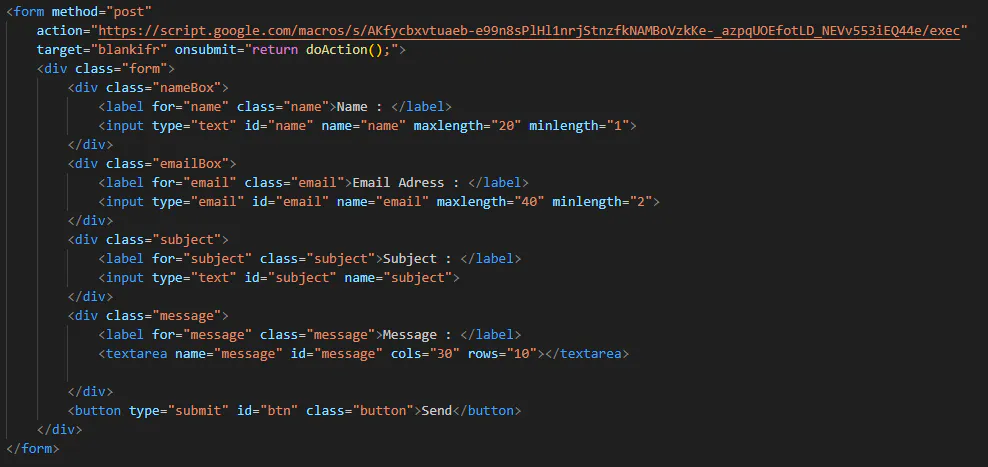 <form method="post"
action="https://script.google.com/macros/s/AKfycbxvtuaeb-e99n8sPlHl1nrjStnzfkNAMBoVzkKe-_azpqUOEfotLD_NEVv553iEQ44e/exec"
target="blankifr" onsubmit="return doAction();">
<div class="form">
<div class="nameBox">
<label for="name" class="name">Name : </label>
<input type="text" id="name" name="name" maxlength="20" minlength="1">
</div>
<div class="emailBox">
<label for="email" class="email">Email Adress : </label>
<input type="email" id="email" name="email" maxlength="40" minlength="2">
</div>
<div class="subject">
<label for="subject" class="subject">Subject : </label>
<input type="text" id="subject" name="subject">
</div>
<div class="message">
<label for="message" class="message">Message : </label>
<textarea name="message" id="message" cols="30" rows="10"></textarea>
</div>
<button type="submit" id="btn" class="button">Send</button>
</div>
</form>